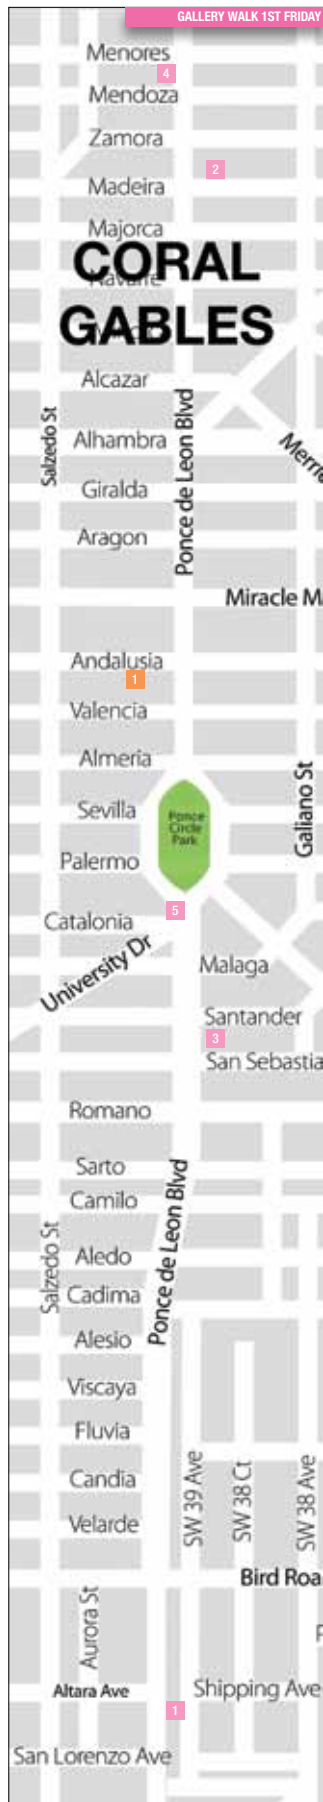 GALLERY WALK 1ST FRIDAY
Menores
4
Mendoza
Zamora
2
Madeira
Majorca
CORAL
Navarre
GABLES
Alcazar
Salzedo St
Ponce de Leon Blvd
Alhambra
Merri
Giralda
Aragon
Miracle M
Andalusia
1
Valencia
Almeria
Galiano St
Sevilla
Ponce
Circle
Park
Palermo
5
Catalonia
University Dr
Malaga
Santander
3
San Sebastia
Romano
Sarto
Ponce de Leon Blvd
Camilo
Salzedo St
Aledo
Cadima
Alesio
Viscaya
Fluvia
SW 39 Ave
SW 38 Ct
SW 38 Ave
Candia
Velarde
Bird Roa
Aurora St
Altara Ave
Shipping Ave
1
San Lorenzo Ave